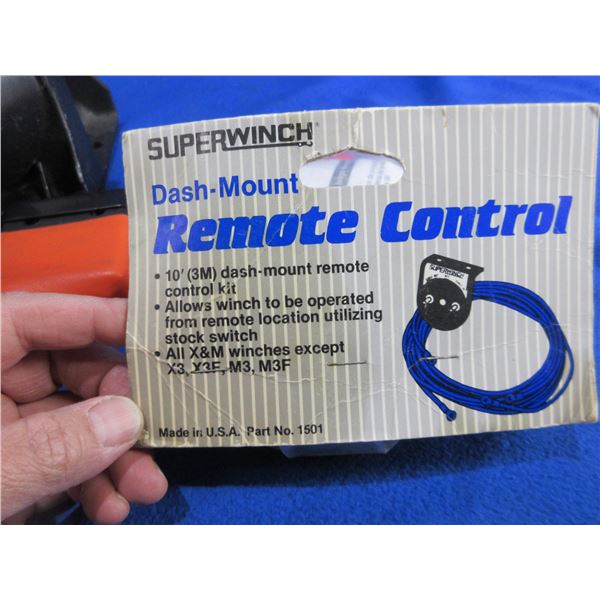 SUPERWINCH®
Dash-Mount
Remote Control
• 10' (3M) dash-mount remote
control kit
• Allows winch to be operated
from remote location utilizing
stock switch
• All X&M winches except
X3, X3F, M3, M3F
Made in U.S.A. Part No. 1501
SUPERWINCH